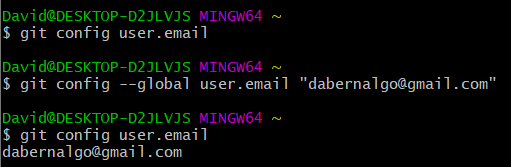 David@DESKTOP-D2JLVJS MINGW64 ~
$ git config user.email
David@DESKTOP-D2JLVJS MINGW64 ~
$ git config --global user.email "dabernalgo@gmail.com"
David@DESKTOP-D2JLVJS MINGW64 ~
$ git config user.email
dabernalgo@gmail.com